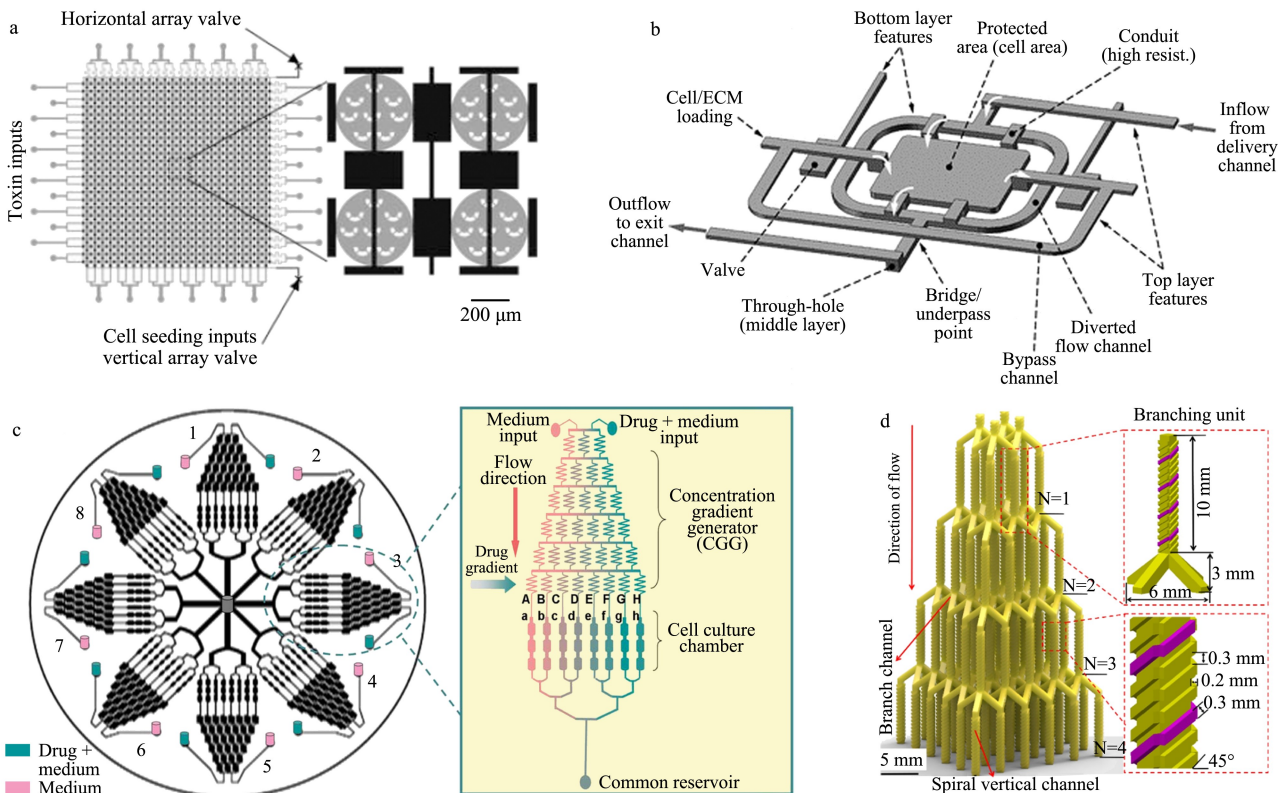 a
Horizontal array valve
Toxin inputs
Cell seeding inputs
vertical array valve
200 μm
b
Bottom layer
features
Protected
area (cell area)
Conduit
(high resist.)
Cell/ECM
loading
Inflow
from
delivery
channel
Outflow
to exit
channel
Valve
Through-hole
(middle layer)
Bridge/
underpass
point
Bypass
channel
Diverted
flow channel
Top layer
features
c
1
2
3
4
5
6
7
8
Drug +
medium
Medium
Medium
input
Drug + medium
input
Flow
direction
Concentration
gradient
generator
(CGG)
Drug
gradient
A B C D E F G H
a b c d e f g h
Cell culture
chamber
Common reservoir
d
Direction of flow
Branch channel
N=1
N=2
N=3
N=4
5 mm
Spiral vertical channel
Branching unit
10 mm
3 mm
6 mm
0.3 mm
0.2 mm
0.3 mm
45°